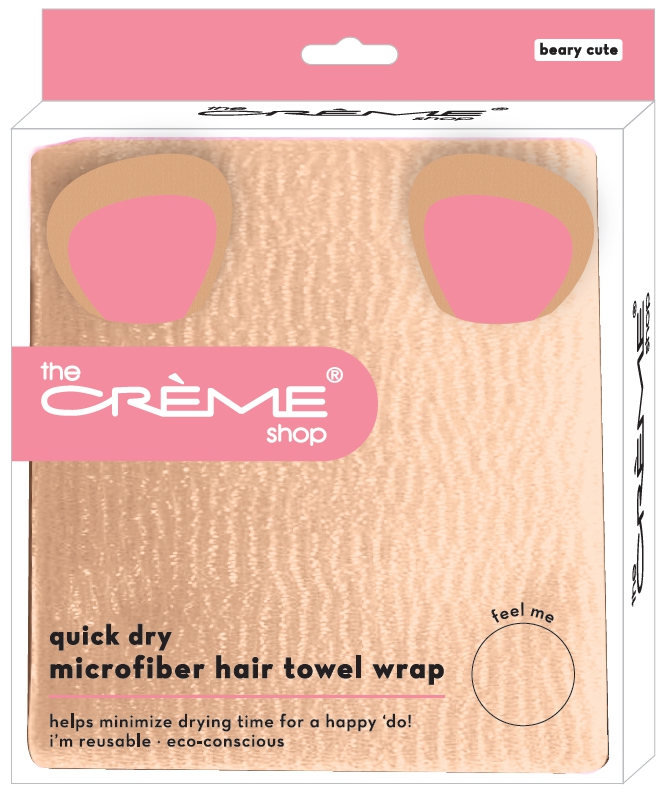 beary cute
the
CRÈME®
shop
the
CRÈME®
shop
the
CRÈME®
shop
quick dry
microfiber hair towel wrap
feel me
helps minimize drying time for a happy ‘do!
i’m reusable · eco-conscious